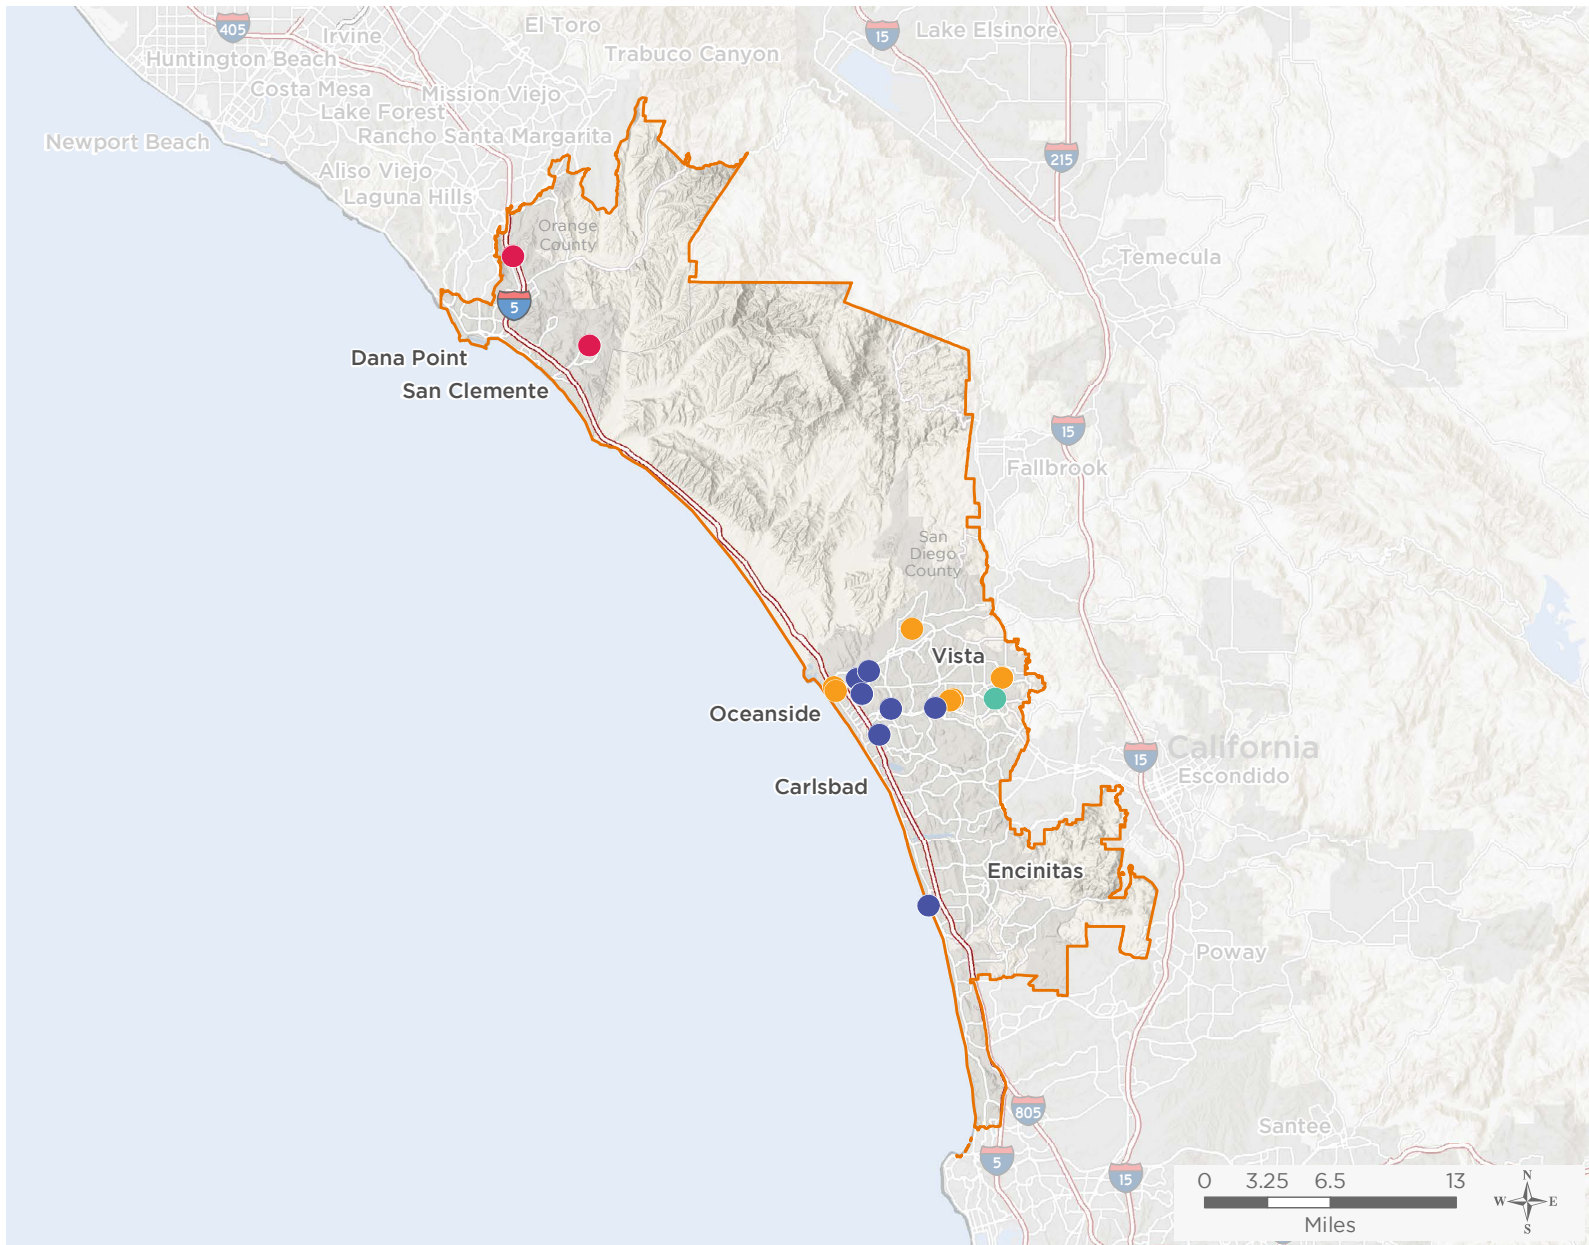 405
Irvine
El Toro
15
Lake Elsinore
Huntington Beach
Trabuco Canyon
Costa Mesa
Mission Viejo
Lake Forest
Rancho Santa Margarita
Newport Beach
215
Aliso Viejo
Laguna Hills
Orange
County
Temecula
5
Dana Point
San Clemente
15
Fallbrook
San
Diego
County
Vista
Oceanside
California
15
Escondido
Carlsbad
Encinitas
Poway
805
Santee
5
15
0 3.25 6.5 13
Miles
N
W E
S